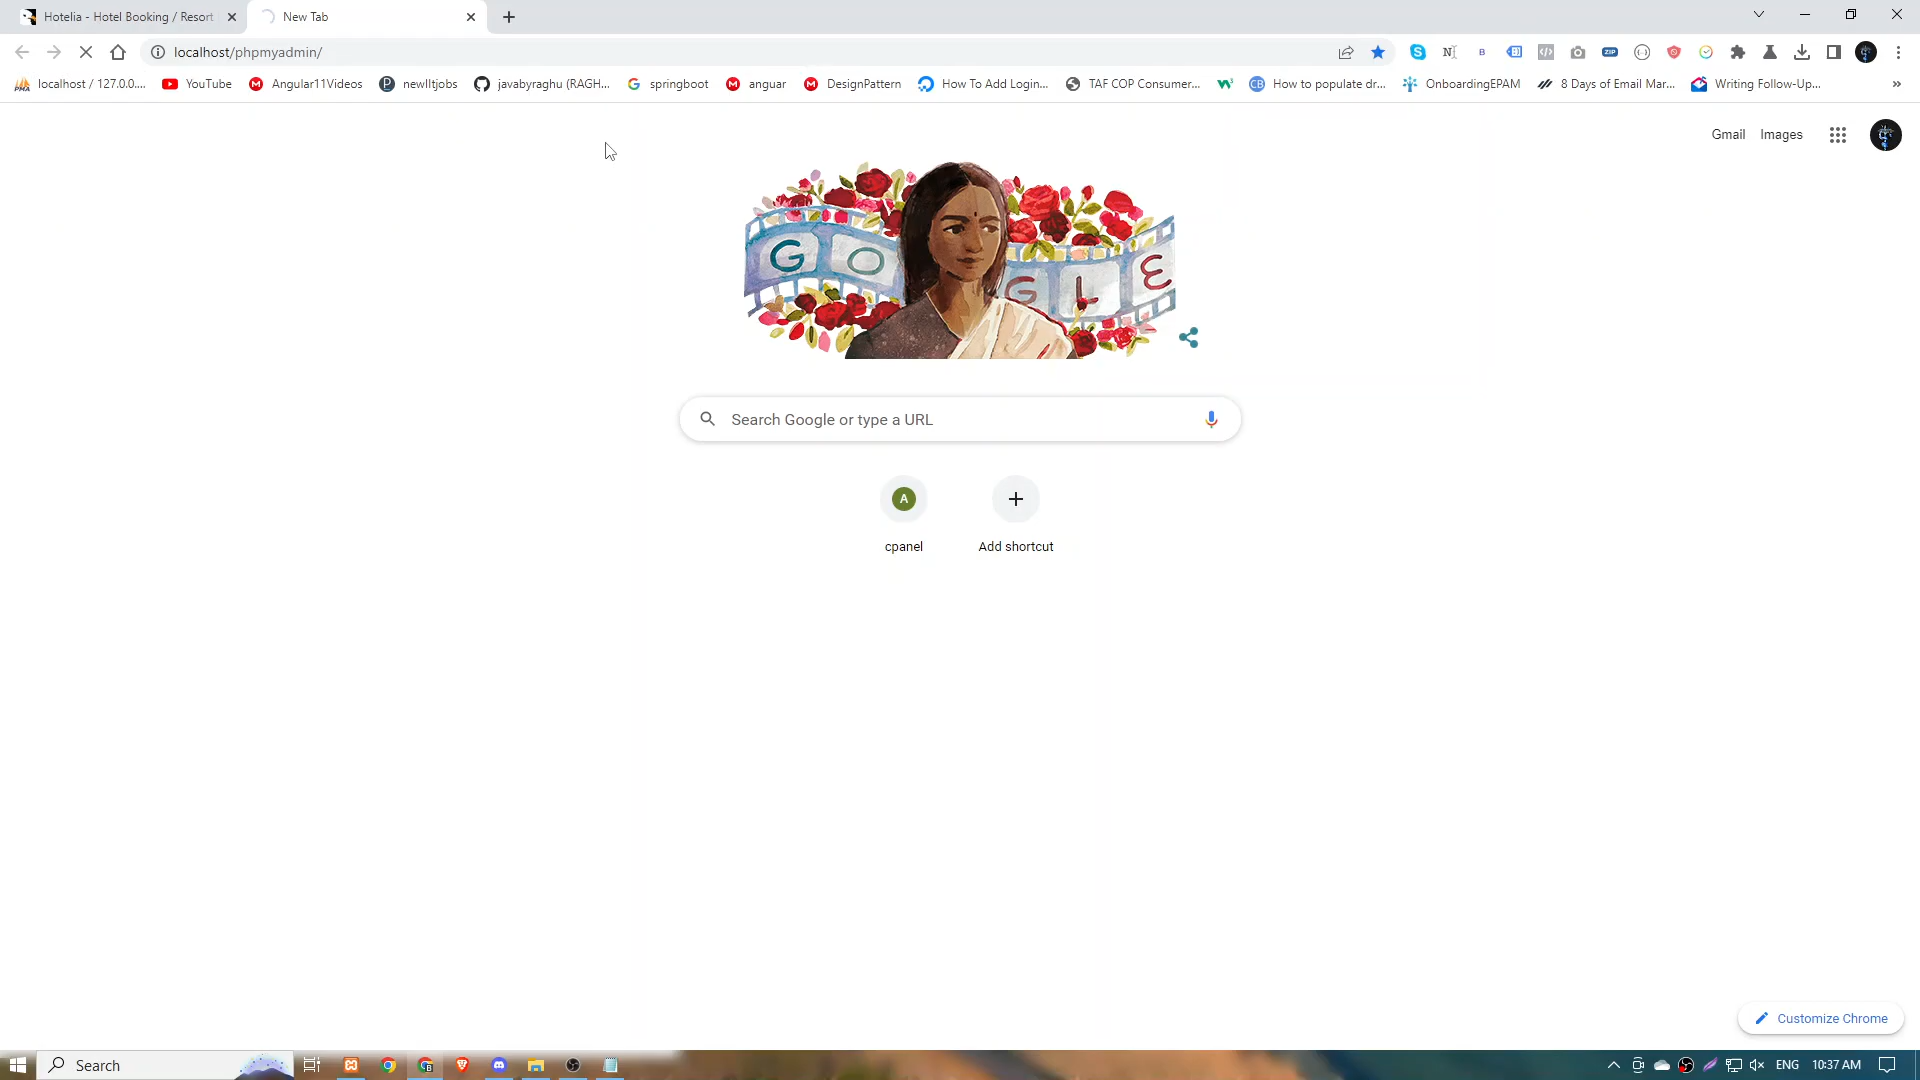 Hotelia - Hotel Booking / Resort
New Tab
localhost/phpmyadmin/
localhost / 127.0.0....
YouTube
Angular11Videos
newIltjobs
javabyraghu (RAGH...
springboot
anguar
DesignPattern
How To Add Login...
TAF COP Consumer...
How to populate dr...
OnboardingEPAM
8 Days of Email Mar...
Writing Follow-Up...
Gmail
Images
G O G L E
Search Google or type a URL
A
cpanel
Add shortcut
Customize Chrome
Search
ENG
10:37 AM